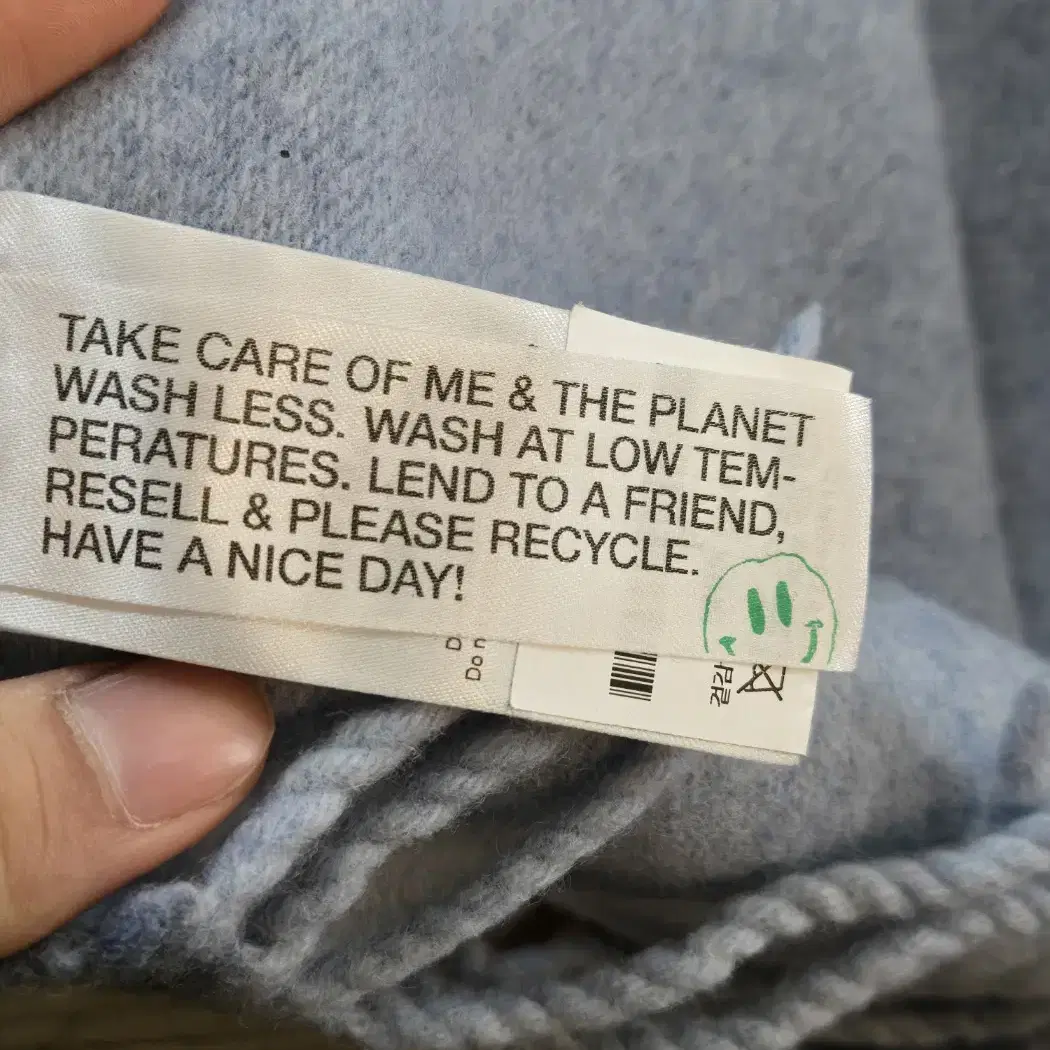 TAKE CARE OF ME & THE PLANET
WASH LESS. WASH AT LOW TEM-
PERATURES. LEND TO A FRIEND,
RESELL & PLEASE RECYCLE.
HAVE A NICE DAY!
Do n